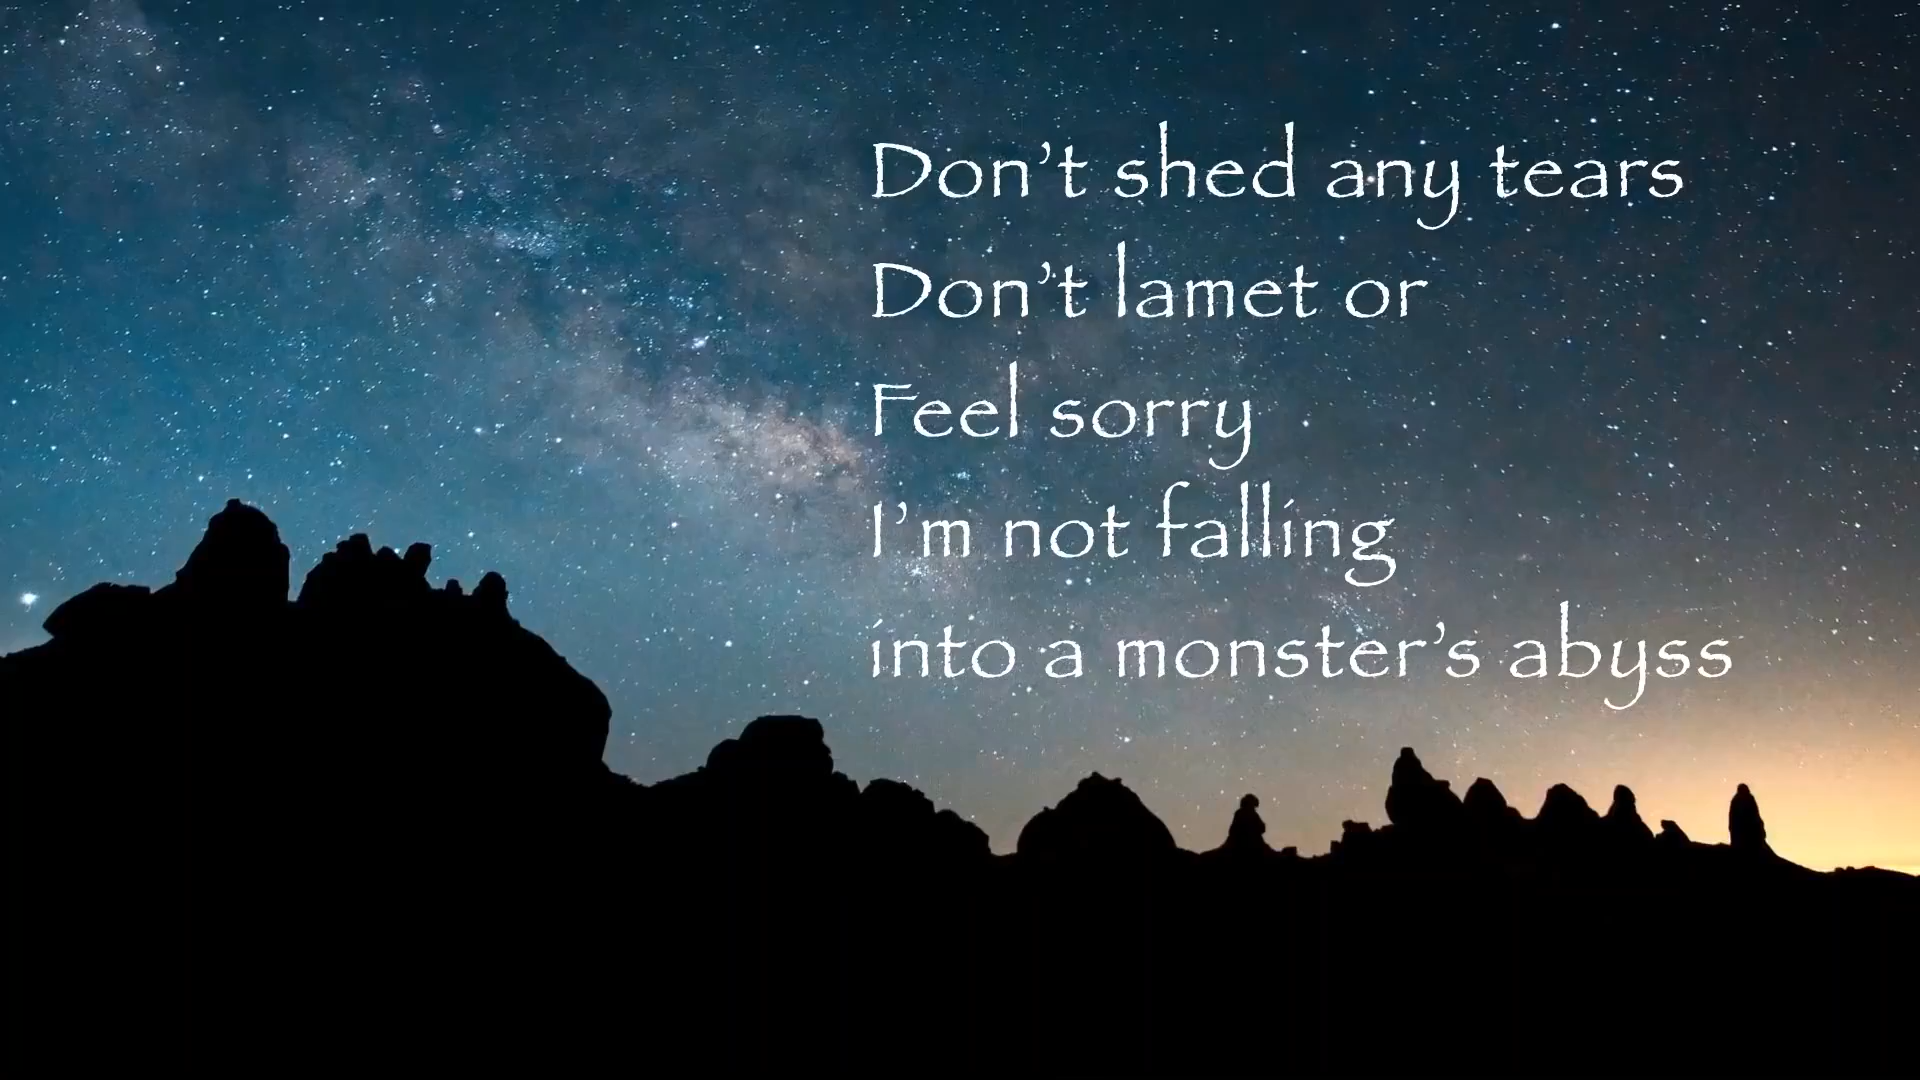 Don’t shed any tears
Don’t lamet or
Feel sorry
I’m not falling
into a monster’s abyss